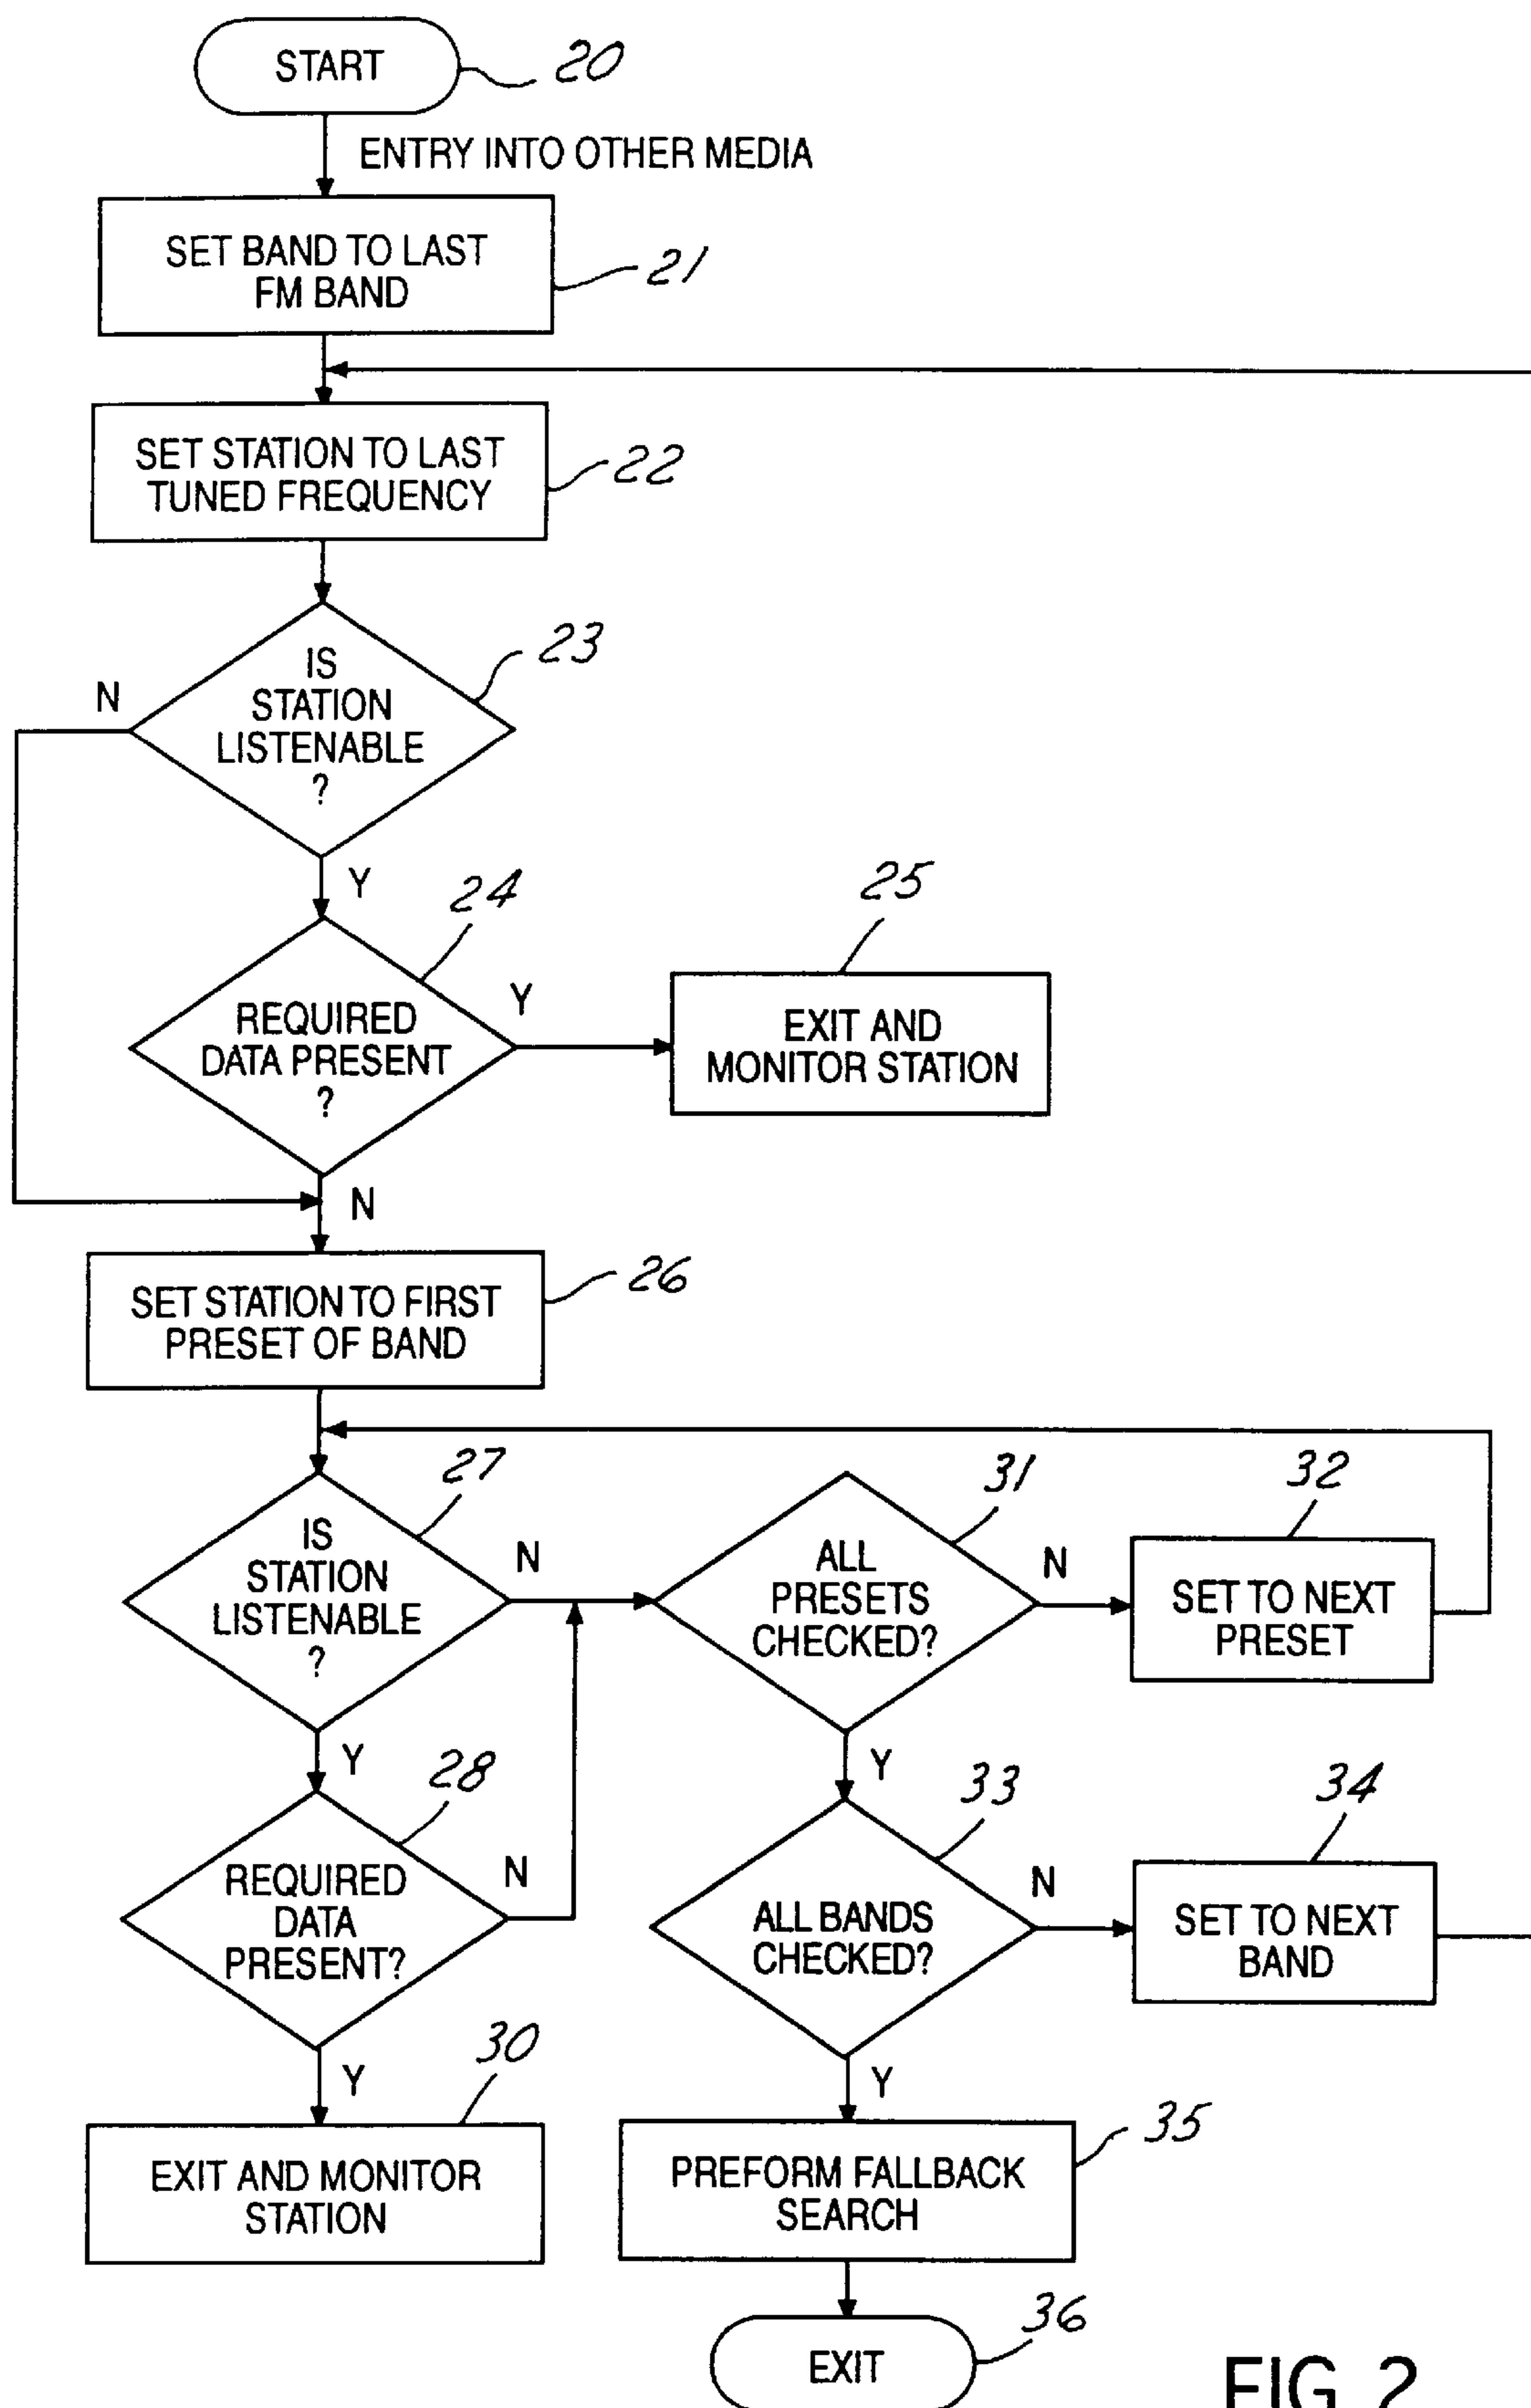 START
20
ENTRY INTO OTHER MEDIA
SET BAND TO LAST
FM BAND
21
SET STATION TO LAST
TUNED FREQUENCY
22
IS
STATION
LISTENABLE
?
23
N
Y
24
REQUIRED
DATA PRESENT
?
Y
25
EXIT AND
MONITOR STATION
N
SET STATION TO FIRST
PRESET OF BAND
26
27
IS
STATION
LISTENABLE
?
N
31
ALL
PRESETS
CHECKED?
N
32
SET TO NEXT
PRESET
Y
28
REQUIRED
DATA
PRESENT?
N
Y
33
ALL BANDS
CHECKED?
N
34
SET TO NEXT
BAND
Y
30
EXIT AND MONITOR
STATION
Y
35
PREFORM FALLBACK
SEARCH
36
EXIT
FIG. 2